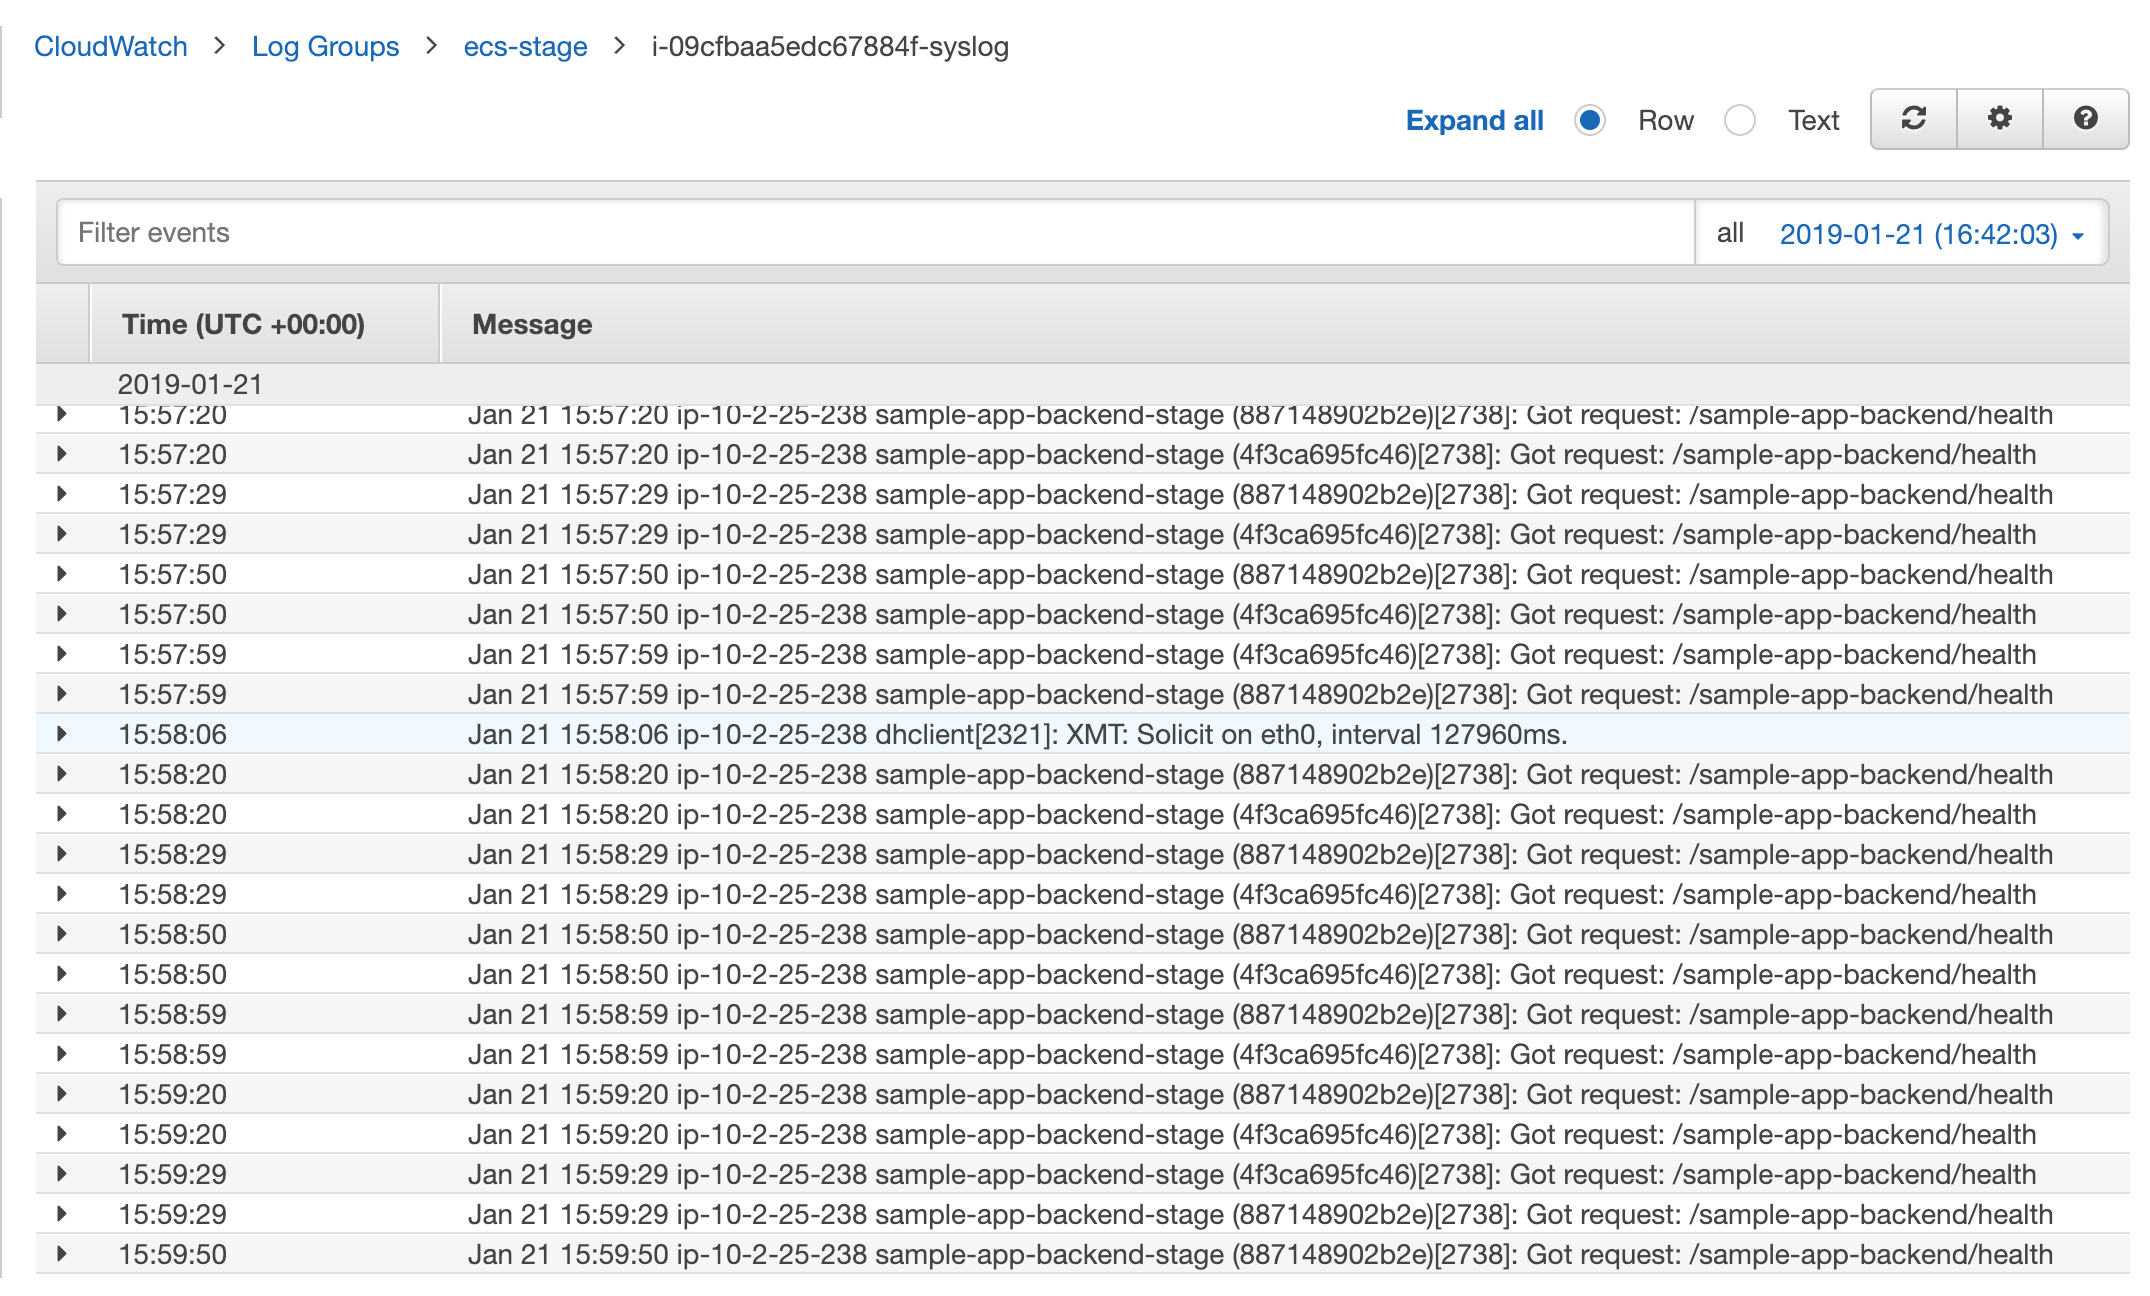 CloudWatch > Log Groups > ecs-stage > i-09cfbaa5edc67884f-syslog
Expand all Row Text
Filter events all 2019-01-21 (16:42:03)
Time (UTC +00:00) Message
2019-01-21
15:57:20 Jan 21 15:57:20 ip-10-2-25-238 sample-app-backend-stage (887148902b2e)[2738]: Got request: /sample-app-backend/health
15:57:20 Jan 21 15:57:20 ip-10-2-25-238 sample-app-backend-stage (4f3ca695fc46)[2738]: Got request: /sample-app-backend/health
15:57:29 Jan 21 15:57:29 ip-10-2-25-238 sample-app-backend-stage (887148902b2e)[2738]: Got request: /sample-app-backend/health
15:57:29 Jan 21 15:57:29 ip-10-2-25-238 sample-app-backend-stage (4f3ca695fc46)[2738]: Got request: /sample-app-backend/health
15:57:50 Jan 21 15:57:50 ip-10-2-25-238 sample-app-backend-stage (887148902b2e)[2738]: Got request: /sample-app-backend/health
15:57:50 Jan 21 15:57:50 ip-10-2-25-238 sample-app-backend-stage (4f3ca695fc46)[2738]: Got request: /sample-app-backend/health
15:57:59 Jan 21 15:57:59 ip-10-2-25-238 sample-app-backend-stage (4f3ca695fc46)[2738]: Got request: /sample-app-backend/health
15:57:59 Jan 21 15:57:59 ip-10-2-25-238 sample-app-backend-stage (887148902b2e)[2738]: Got request: /sample-app-backend/health
15:58:06 Jan 21 15:58:06 ip-10-2-25-238 dhclient[2321]: XMT: Solicit on eth0, interval 127960ms.
15:58:20 Jan 21 15:58:20 ip-10-2-25-238 sample-app-backend-stage (887148902b2e)[2738]: Got request: /sample-app-backend/health
15:58:20 Jan 21 15:58:20 ip-10-2-25-238 sample-app-backend-stage (4f3ca695fc46)[2738]: Got request: /sample-app-backend/health
15:58:29 Jan 21 15:58:29 ip-10-2-25-238 sample-app-backend-stage (887148902b2e)[2738]: Got request: /sample-app-backend/health
15:58:29 Jan 21 15:58:29 ip-10-2-25-238 sample-app-backend-stage (4f3ca695fc46)[2738]: Got request: /sample-app-backend/health
15:58:50 Jan 21 15:58:50 ip-10-2-25-238 sample-app-backend-stage (887148902b2e)[2738]: Got request: /sample-app-backend/health
15:58:50 Jan 21 15:58:50 ip-10-2-25-238 sample-app-backend-stage (4f3ca695fc46)[2738]: Got request: /sample-app-backend/health
15:58:59 Jan 21 15:58:59 ip-10-2-25-238 sample-app-backend-stage (887148902b2e)[2738]: Got request: /sample-app-backend/health
15:58:59 Jan 21 15:58:59 ip-10-2-25-238 sample-app-backend-stage (4f3ca695fc46)[2738]: Got request: /sample-app-backend/health
15:59:20 Jan 21 15:59:20 ip-10-2-25-238 sample-app-backend-stage (887148902b2e)[2738]: Got request: /sample-app-backend/health
15:59:20 Jan 21 15:59:20 ip-10-2-25-238 sample-app-backend-stage (4f3ca695fc46)[2738]: Got request: /sample-app-backend/health
15:59:29 Jan 21 15:59:29 ip-10-2-25-238 sample-app-backend-stage (4f3ca695fc46)[2738]: Got request: /sample-app-backend/health
15:59:29 Jan 21 15:59:29 ip-10-2-25-238 sample-app-backend-stage (887148902b2e)[2738]: Got request: /sample-app-backend/health
15:59:50 Jan 21 15:59:50 ip-10-2-25-238 sample-app-backend-stage (887148902b2e)[2738]: Got request: /sample-app-backend/health